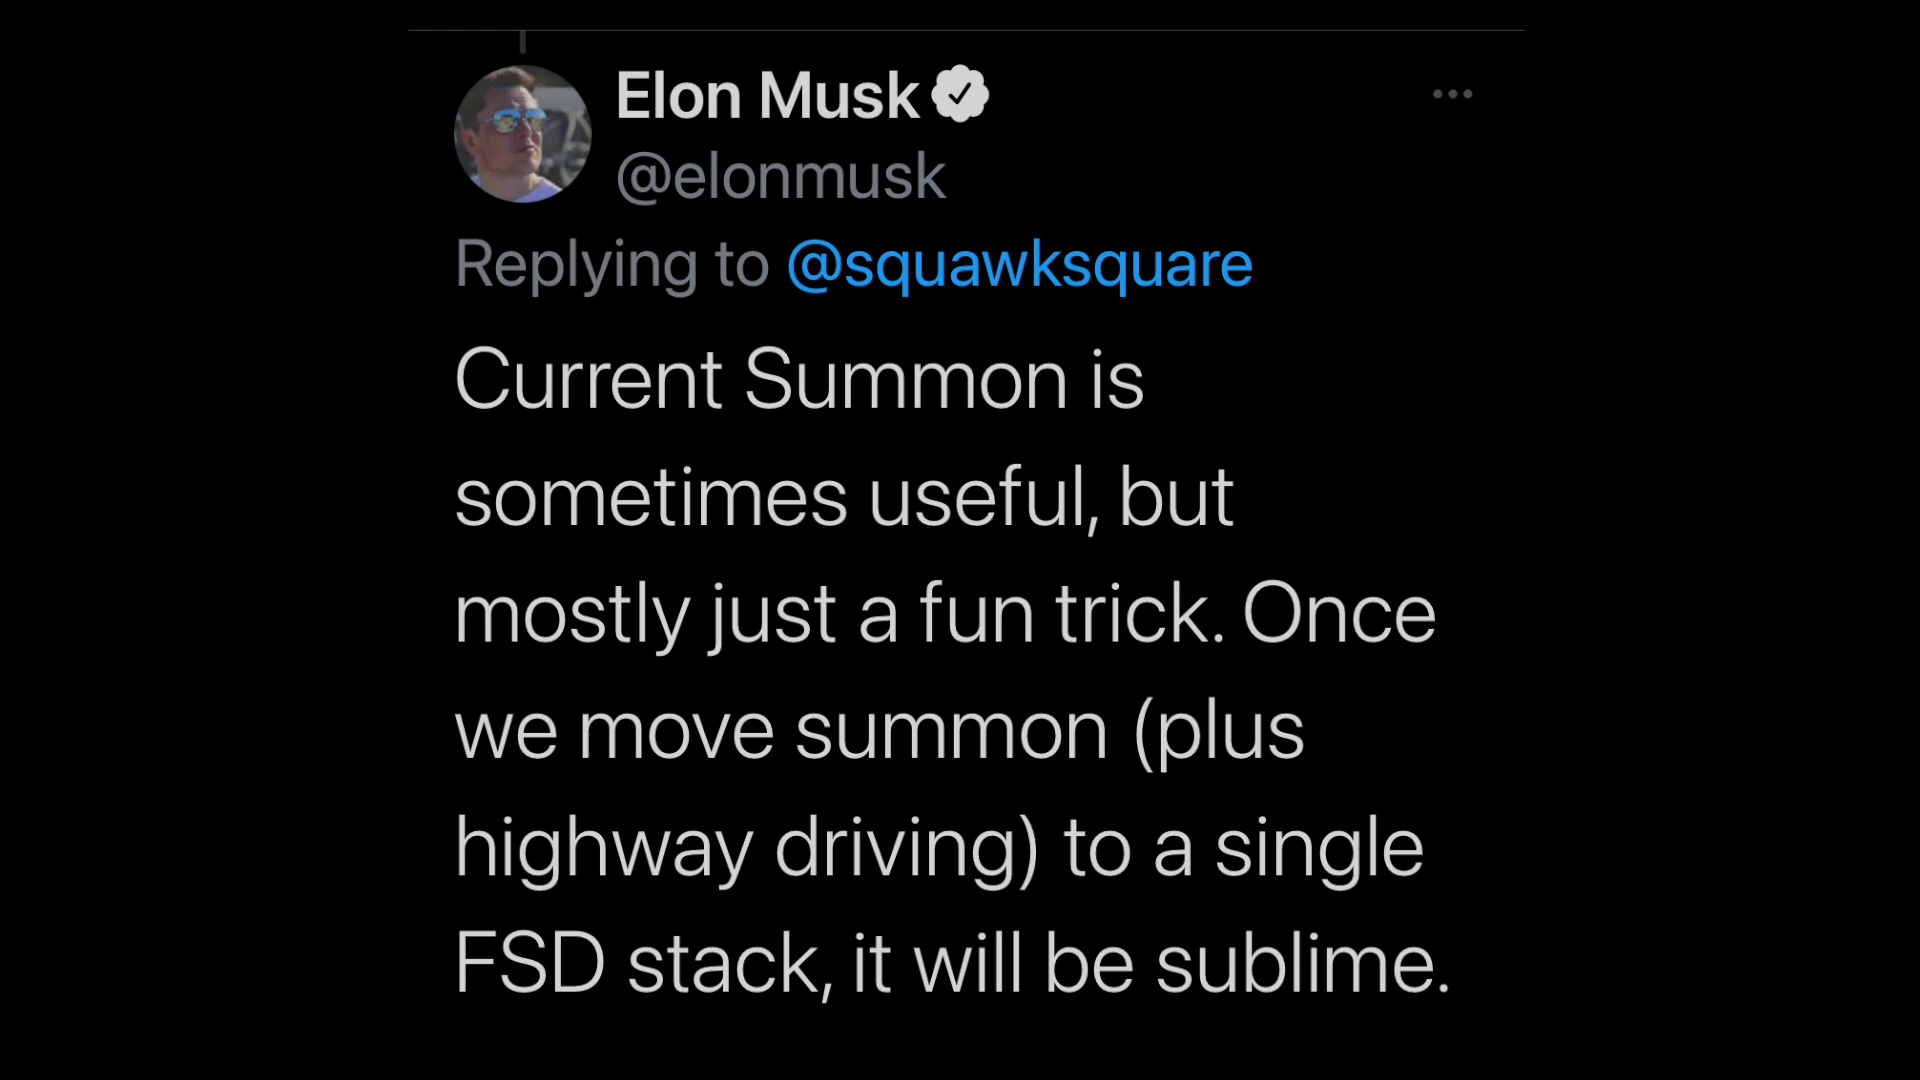 Elon Musk
@elonmusk
Replying to @squawksquare
Current Summon is
sometimes useful, but
mostly just a fun trick. Once
we move summon (plus
highway driving) to a single
FSD stack, it will be sublime.